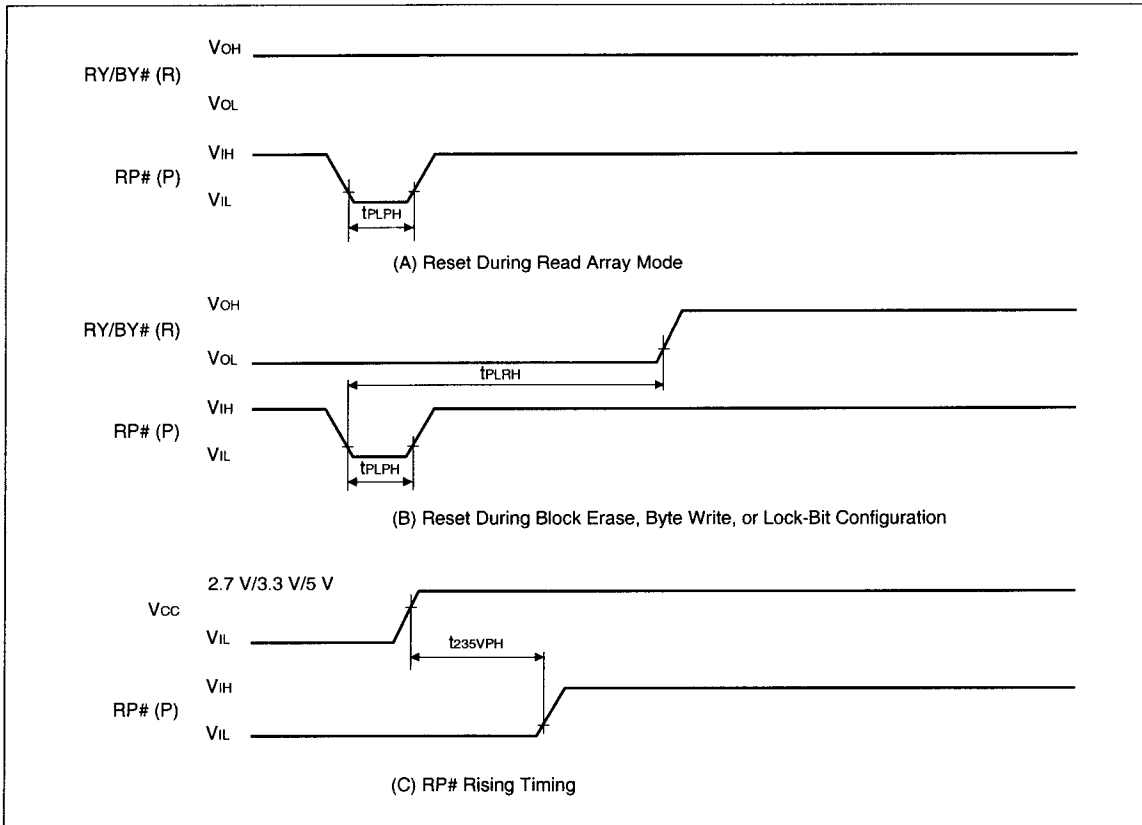 VOH
RY/BY# (R)
VOL
VIH
RP# (P)
VIL
tPLPH
(A) Reset During Read Array Mode
VOH
RY/BY# (R)
VOL
tPLRH
VIH
RP# (P)
VIL
tPLPH
(B) Reset During Block Erase, Byte Write, or Lock-Bit Configuration
2.7 V/3.3 V/5 V
VCC
VIL
t235VPH
VIH
RP# (P)
VIL
(C) RP# Rising Timing